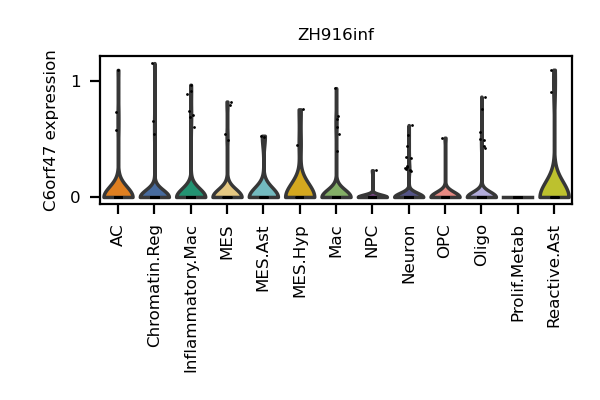 ZH916inf
C6orf47 expression
1
0
AC
Chromatin.Reg
Inflammatory.Mac
MES
MES.Ast
MES.Hyp
Mac
NPC
Neuron
OPC
Oligo
Prolif.Metab
Reactive.Ast